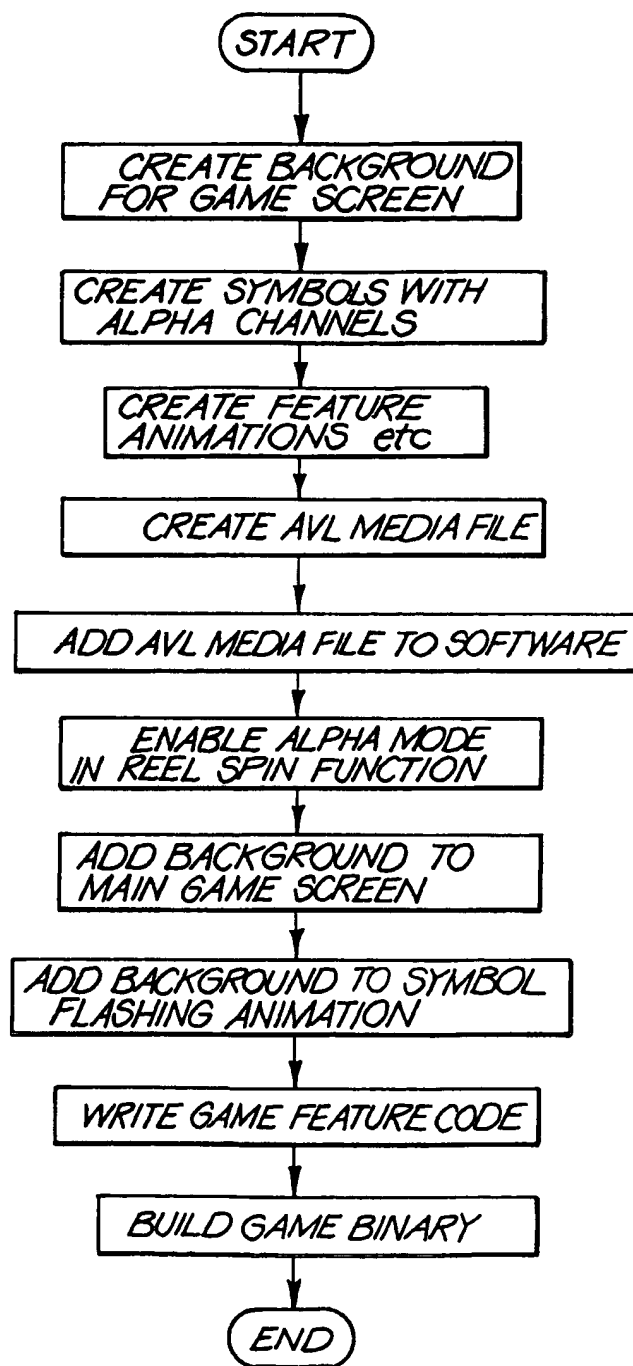 START
CREATE BACKGROUND
FOR GAME SCREEN
CREATE SYMBOLS WITH
ALPHA CHANNELS
CREATE FEATURE
ANIMATIONS etc
CREATE AVL MEDIA FILE
ADD AVL MEDIA FILE TO SOFTWARE
ENABLE ALPHA MODE
IN REEL SPIN FUNCTION
ADD BACKGROUND TO
MAIN GAME SCREEN
ADD BACKGROUND TO SYMBOL
FLASHING ANIMATION
WRITE GAME FEATURE CODE
BUILD GAME BINARY
END